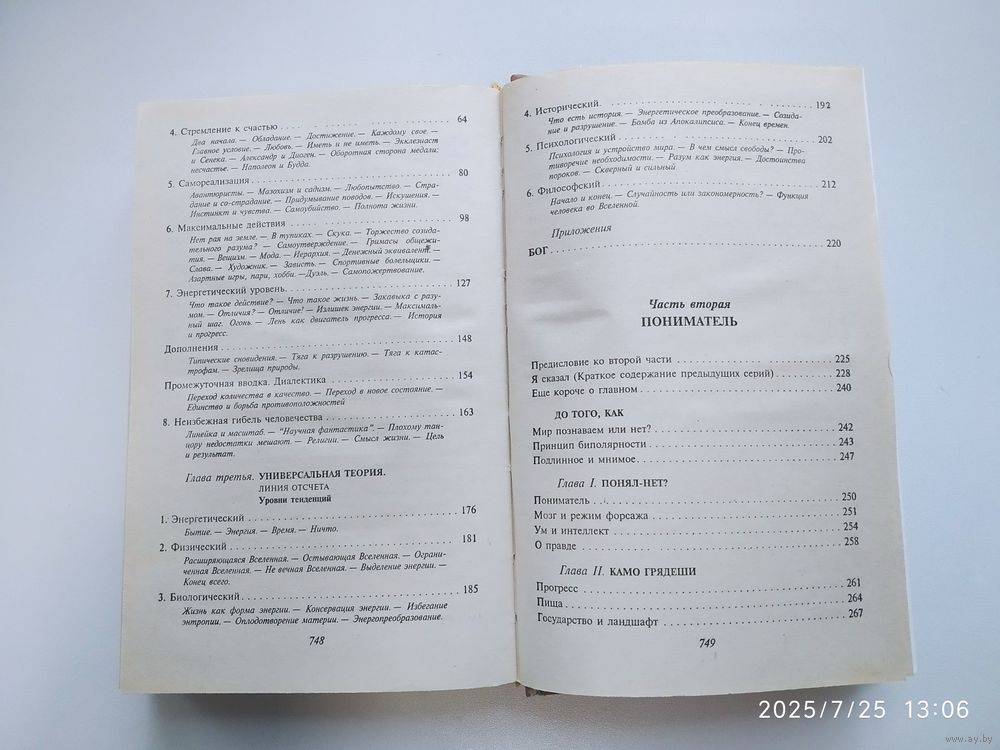 4. Стремление к счастью . . . . . . . . . . . . . . . . . . . . 64
Два начала. — Обладание. — Достижение. — Каждому свое. —
Главное условие. — Любовь. — Иметь и не иметь. — Экклезиаст
и Сенека. — Александр и Диоген. — Оборотная сторона медали;
несчастье. — Наполеон и Будда.
5. Самореализация . . . . . . . . . . . . . . . . . . . . 80
Авантюристы. — Мазохизм и садизм. — Любопытство. — Стра-
дание и со-страдание. — Придумывание поводов. — Искушения. —
Инстинкт и чувства. — Самоубийство. — Полнота жизни.
6. Максимальные действия . . . . . . . . . . . . . . . . . . . . 98
Нет рая на земле. — В тупиках. — Скука. — Торжество созида-
тельного разума? — Самоутверждение. — Гримасы общежи-
тия. — Вещизм. — Мода. — Иерархия. — Денежный эквивалент. —
Слава. — Художник. — Зависть. — Спортивные болельщики. —
Азартные игры, пари, хобби. —Дуэль. — Самопожертвование.
7. Энергетический уровень. . . . . . . . . . . . . . . . . . . . 127
Что такое действие? — Что такое жизнь. — Закавыка с разу-
мом. — Отличия? — Отличие! — Излишек энергии. — Максималь-
ный шаг. Огонь. — Лень как двигатель прогресса. — История
и прогресс.
Дополнения . . . . . . . . . . . . . . . . . . . . 148
Типические сновидения. — Тяга к разрушению. — Тяга к катас-
трофам. — Зрелища природы.
Промежуточная вводка. Диалектика . . . . . . . . . . . . . . . . 154
Переход количества в качество. — Переход в новое состояние. —
Единство и борьба противоположностей
8. Неизбежная гибель человечества . . . . . . . . . . . . . . . . 163
Линейка и масштаб. — "Научная фантастика". — Плохому тан-
цору недостатки мешают. — Религии. — Смысл жизни. — Цель
и результат.
Глава третья. УНИВЕРСАЛЬНАЯ ТЕОРИЯ.
ЛИНИЯ ОТСЧЕТА
Уровни тенденций
1. Энергетический . . . . . . . . . . . . . . . . . . . . 176
Бытие. — Энергия. — Время. — Ничто.
2. Физический . . . . . . . . . . . . . . . . . . . . 181
Расширяющаяся Вселенная. — Остывающая Вселенная. — Ограни-
ченная Вселенная. — Не вечная Вселенная. — Выделение энергии. —
Конец всего.
3. Биологический . . . . . . . . . . . . . . . . . . . . 185
Жизнь как форма энергии. — Консервация энергии. — Избегание
энтропии. — Оплодотворение материи. — Энергопреобразование.
748
4. Исторический. . . . . . . . . . . . . . . . . . . . 192
Что есть история. — Энергетическое преобразование. — Созида-
ние и разрушение. — Бомба из Апокалипсиса. — Конец времен.
5. Психологический . . . . . . . . . . . . . . . . . . . . 202
Психология и устройство мира. — В чем смысл свободы? — Про-
тиворечие необходимости. — Разум как энергия. — Достоинства
пороков. — Скверный и сильный
6. Философский . . . . . . . . . . . . . . . . . . . . 212
Начало и конец. — Случайность или закономерность? — Функция
человека во Вселенной.
Приложения
БОГ . . . . . . . . . . . . . . . . . . . . 220
Часть вторая
ПОНИМАТЕЛЬ
Предисловие ко второй части . . . . . . . . . . . . . . . . 225
Я сказал (Краткое содержание предыдущих серий) . . . . . . . . 228
Еще короче о главном . . . . . . . . . . . . . . . . . . . . 240
ДО ТОГО, КАК
Мир познаваем или нет? . . . . . . . . . . . . . . . . . . . . 242
Принцип биполярности . . . . . . . . . . . . . . . . . . . . 243
Подлинное и мнимое. . . . . . . . . . . . . . . . . . . . 247
Глава I. ПОНЯЛ-НЕТ?
Пониматель . . . . . . . . . . . . . . . . . . . . 250
Мозг и режим форсажа . . . . . . . . . . . . . . . . . . . . 251
Ум и интеллект . . . . . . . . . . . . . . . . . . . . 254
О правде . . . . . . . . . . . . . . . . . . . . 258
Глава II. КАМО ГРЯДЕШИ
Прогресс . . . . . . . . . . . . . . . . . . . . 261
Пища . . . . . . . . . . . . . . . . . . . . 264
Государство и ландшафт . . . . . . . . . . . . . . . . . . . . 267
749
2025/7/25 13:06
www.ay.by